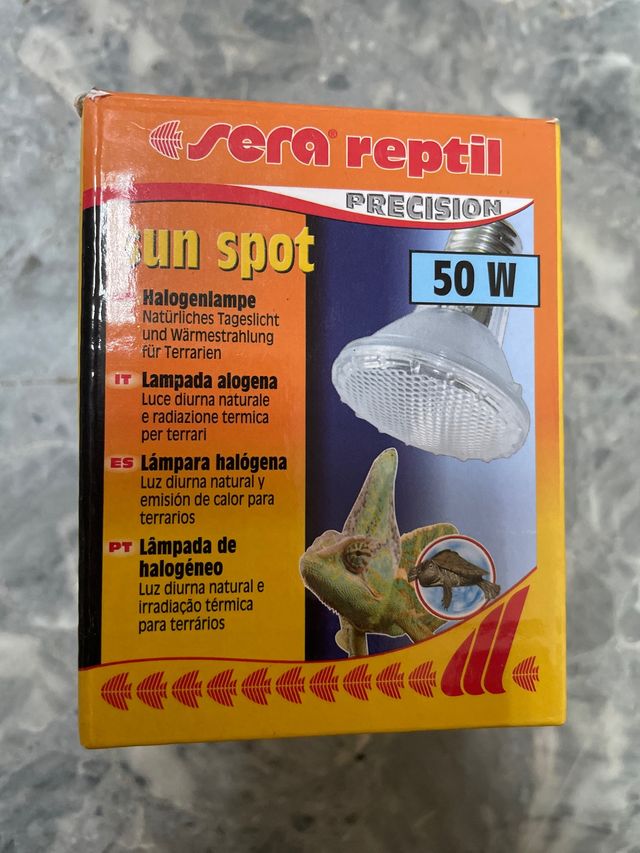 sera® reptil
PRECISION
sun spot
50 W
Halogenlampe
Natürliches Tageslicht
und Wärmestrahlung
für Terrarien
IT Lampada alogena
Luce diurna naturale
e radiazione termica
per terrari
ES Lámpara halógena
Luz diurna natural y
emisión de calor para
terrarios
PT Lâmpada de
halogéneo
Luz diurna natural e
irradiação térmica
para terrários